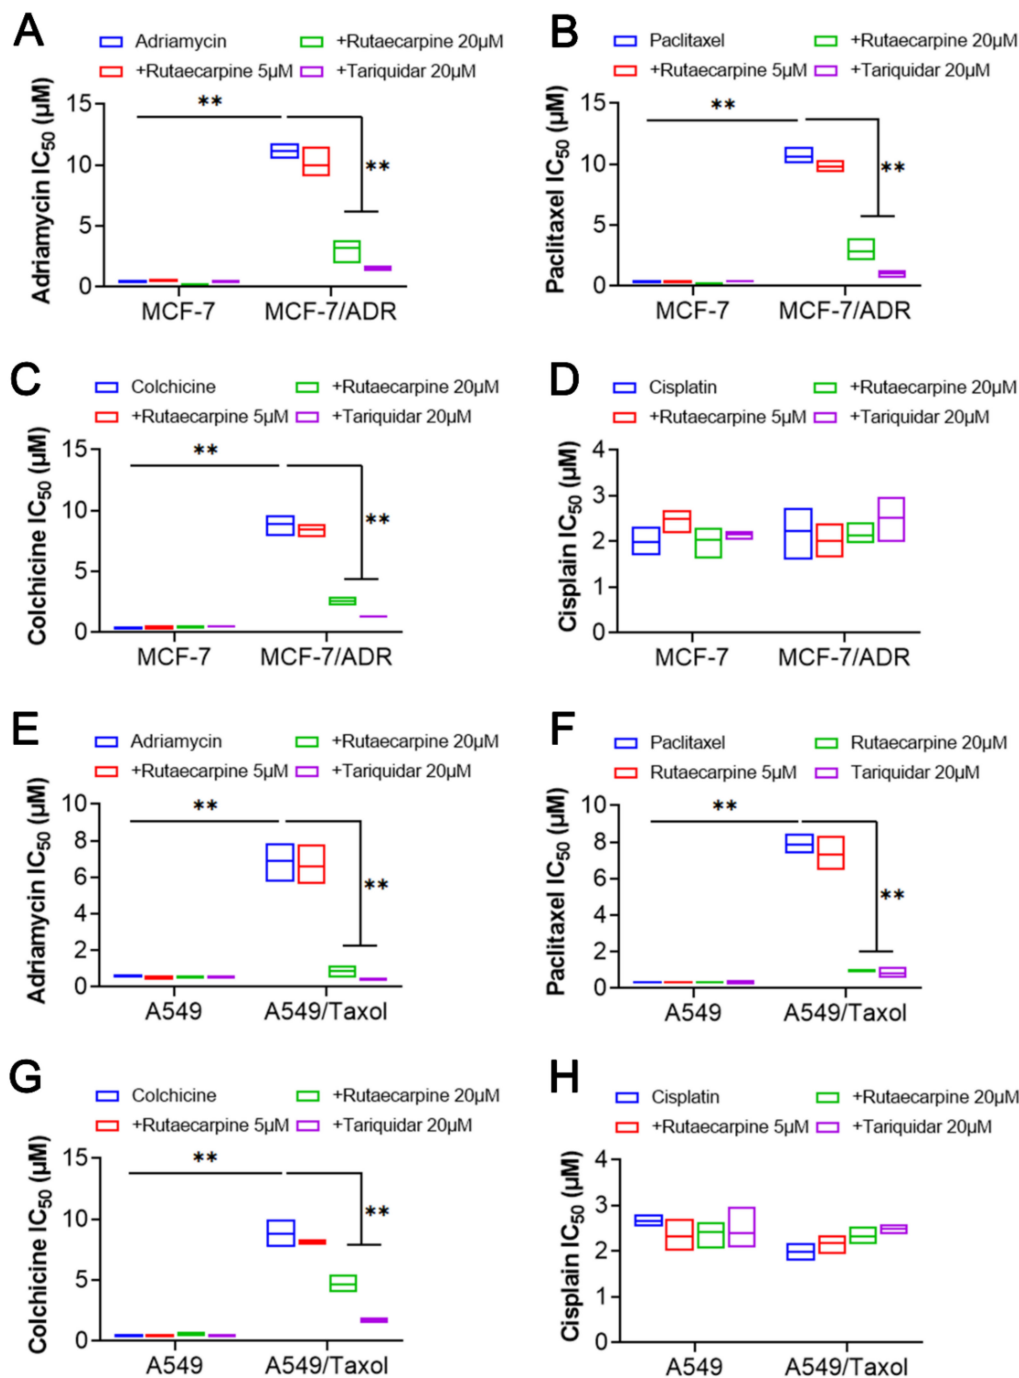 A
Adriamycin
+Rutaecarpine 20μM
+Rutaecarpine 5μM
+Tariquidar 20μM
Adriamycin IC50 (μM)
15
10
5
0
**
**
MCF-7
MCF-7/ADR
B
Paclitaxel
+Rutaecarpine 20μM
+Rutaecarpine 5μM
+Tariquidar 20μM
Paclitaxel IC50 (μM)
15
10
5
0
**
**
MCF-7
MCF-7/ADR
C
Colchicine
+Rutaecarpine 20μM
+Rutaecarpine 5μM
+Tariquidar 20μM
Colchicine IC50 (μM)
15
10
5
0
**
**
MCF-7
MCF-7/ADR
D
Cisplatin
+Rutaecarpine 20μM
+Rutaecarpine 5μM
+Tariquidar 20μM
Cisplain IC50 (μM)
4
3
2
1
0
MCF-7
MCF-7/ADR
E
Adriamycin
+Rutaecarpine 20μM
+Rutaecarpine 5μM
+Tariquidar 20μM
Adriamycin IC50 (μM)
10
8
6
4
2
0
**
**
A549
A549/Taxol
F
Paclitaxel
Rutaecarpine 20μM
Rutaecarpine 5μM
Tariquidar 20μM
Paclitaxel IC50 (μM)
10
8
6
4
2
0
**
**
A549
A549/Taxol
G
Colchicine
+Rutaecarpine 20μM
+Rutaecarpine 5μM
+Tariquidar 20μM
Colchicine IC50 (μM)
15
10
5
0
**
**
A549
A549/Taxol
H
Cisplatin
+Rutaecarpine 20μM
+Rutaecarpine 5μM
+Tariquidar 20μM
Cisplain IC50 (μM)
4
3
2
1
0
A549
A549/Taxol